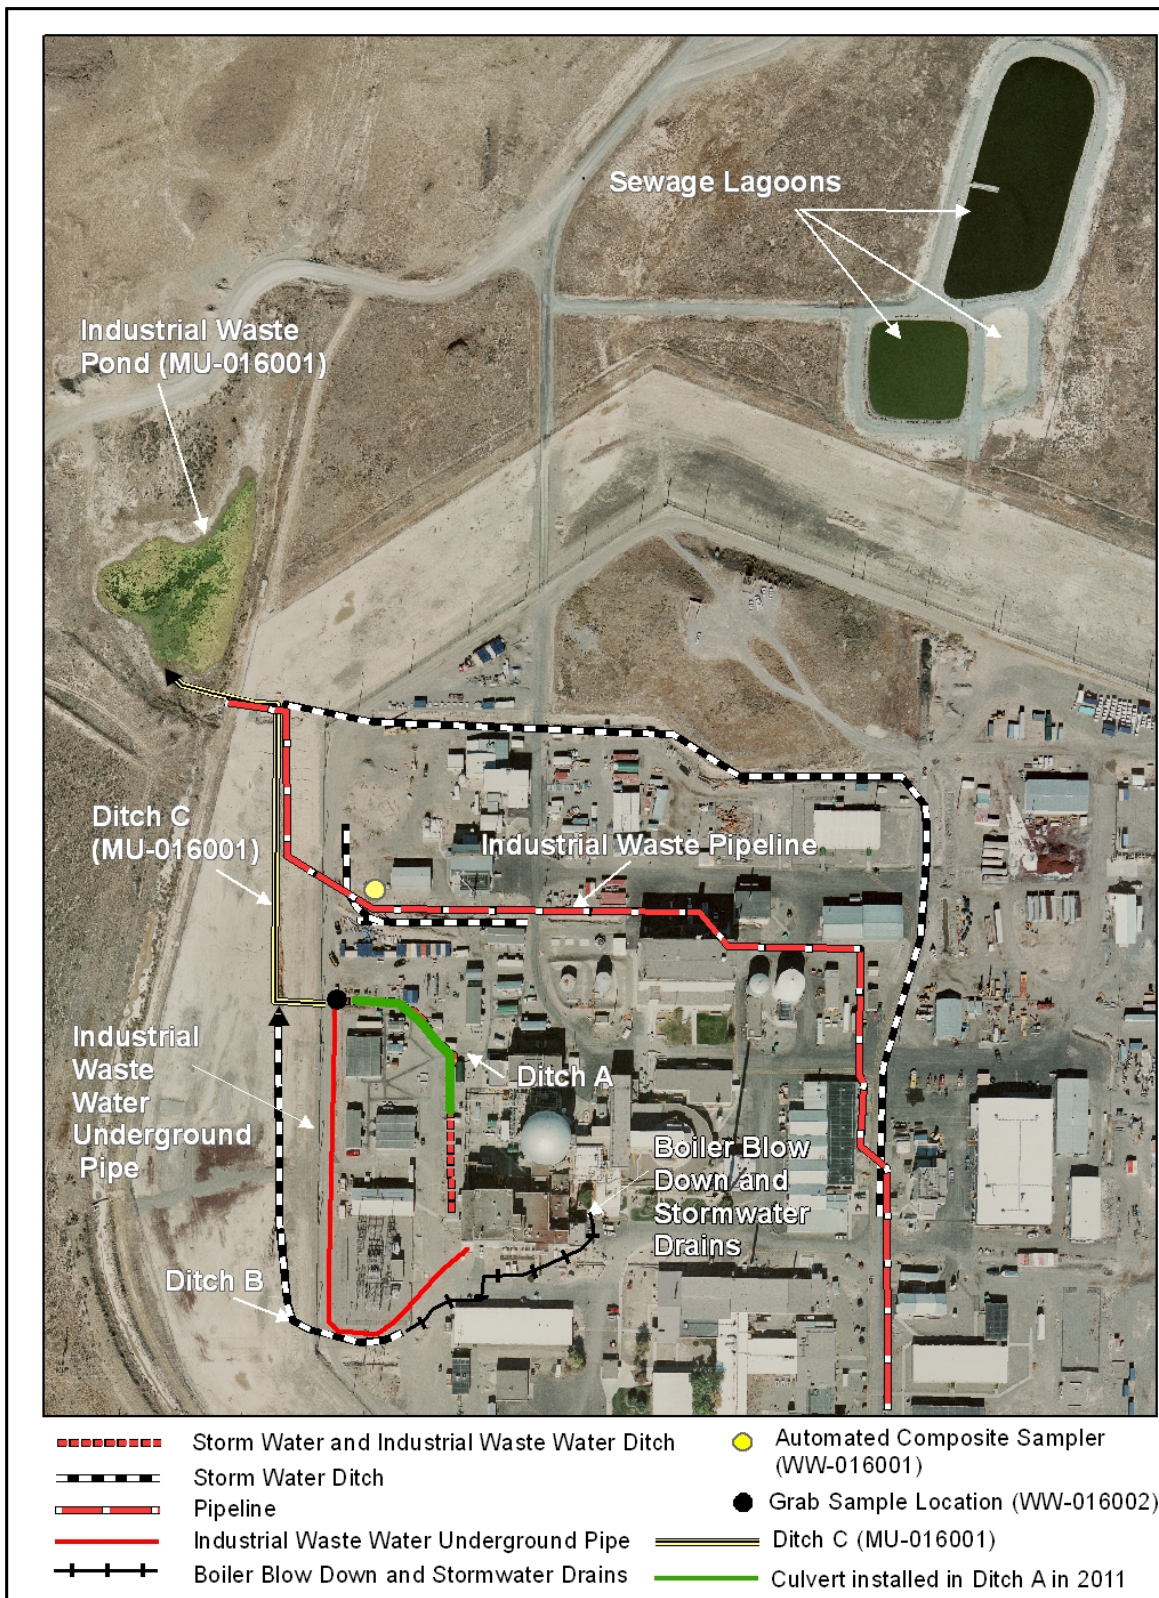 Sewage Lagoons
Industrial Waste
Pond (MU-016001)
Ditch C
(MU-016001)
Industrial Waste Pipeline
Industrial
Waste
Water
Underground
Pipe
Ditch A
Boiler Blow
Down and
Stormwater
Drains
Ditch B
Storm Water and Industrial Waste Water Ditch
Storm Water Ditch
Pipeline
Industrial Waste Water Underground Pipe
Boiler Blow Down and Stormwater Drains
Automated Composite Sampler
(WW-016001)
Grab Sample Location (WW-016002)
Ditch C (MU-016001)
Culvert installed in Ditch A in 2011